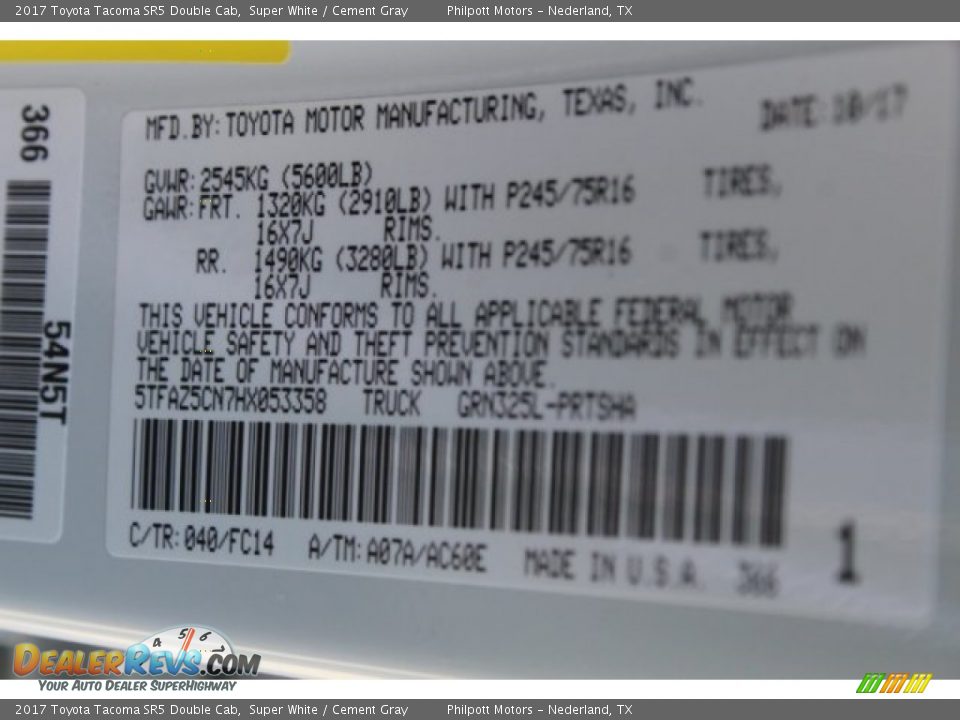 2017 Toyota Tacoma SR5 Double Cab, Super White / Cement Gray Philpott Motors - Nederland, TX
366
54N5T
MFD.BY:TOYOTA MOTOR MANUFACTURING, TEXAS, INC. DATE:10/17
GVWR:2545KG (5600LB)
GAWR:FRT. 1320KG (2910LB) WITH P245/75R16 TIRES,
16X7J RIMS.
RR. 1490KG (3280LB) WITH P245/75R16 TIRES,
16X7J RIMS.
THIS VEHICLE CONFORMS TO ALL APPLICABLE FEDERAL MOTOR
VEHICLE SAFETY AND THEFT PREVENTION STANDARDS IN EFFECT ON
THE DATE OF MANUFACTURE SHOWN ABOVE.
5TFAZ5CN7HX053358 TRUCK GRN325L-PRTSHA
C/TR:040/FC14 A/TM:A07A/AC60E MADE IN U.S.A. 366
1
4 5 6
DealerRevs.com
Your Auto Dealer SuperHighway
2017 Toyota Tacoma SR5 Double Cab, Super White / Cement Gray Philpott Motors - Nederland, TX